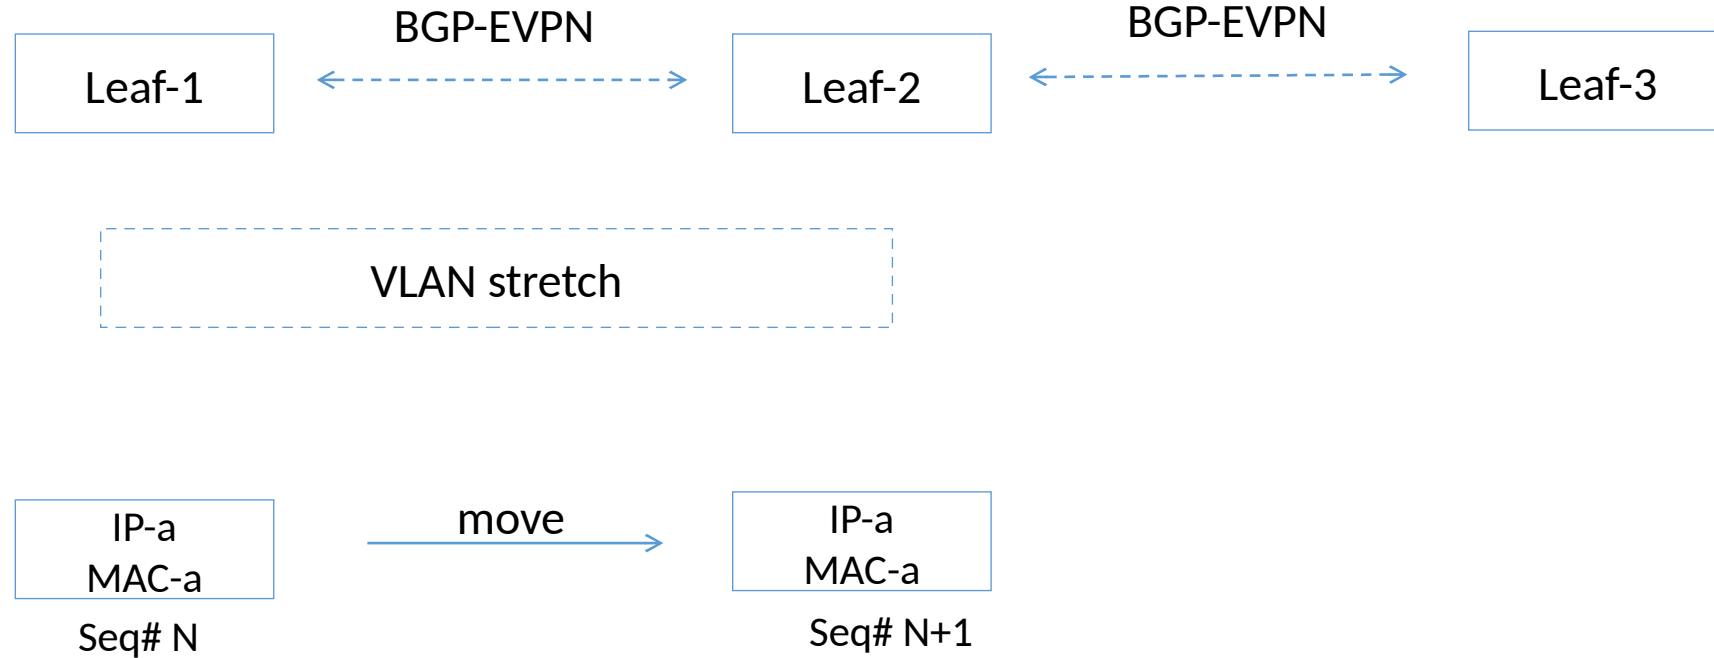 BGP-EVPN
BGP-EVPN
Leaf-1
Leaf-2
Leaf-3
VLAN stretch
IP-a
MAC-a
move
IP-a
MAC-a
Seq# N
Seq# N+1